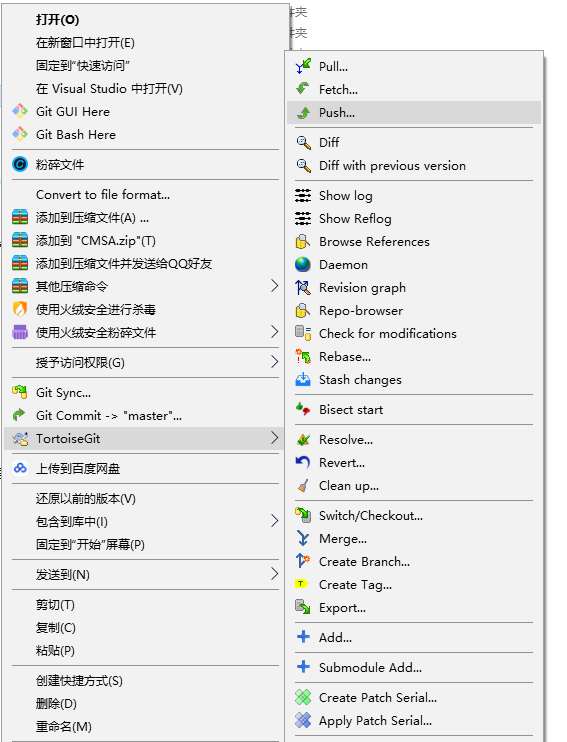 打开(O)
在新窗口中打开(E)
固定到"快速访问"
在 Visual Studio 中打开(V)
Git GUI Here
Git Bash Here
粉碎文件
Convert to file format...
添加到压缩文件(A) ...
添加到 "CMSA.zip"(T)
添加到压缩文件并发送给QQ好友
其他压缩命令
使用火绒安全进行杀毒
使用火绒安全粉碎文件
授予访问权限(G)
Git Sync...
Git Commit -> "master"...
TortoiseGit
上传到百度网盘
还原以前的版本(V)
包含到库中(I)
固定到"开始"屏幕(P)
发送到(N)
剪切(T)
复制(C)
粘贴(P)
创建快捷方式(S)
删除(D)
重命名(M)
件夹
件夹
Pull...
Fetch...
Push...
Diff
Diff with previous version
Show log
Show Reflog
Browse References
Daemon
Revision graph
Repo-browser
Check for modifications
Rebase...
Stash changes
Bisect start
Resolve...
Revert...
Clean up...
Switch/Checkout...
Merge...
Create Branch...
Create Tag...
Export...
Add...
Submodule Add...
Create Patch Serial...
Apply Patch Serial...